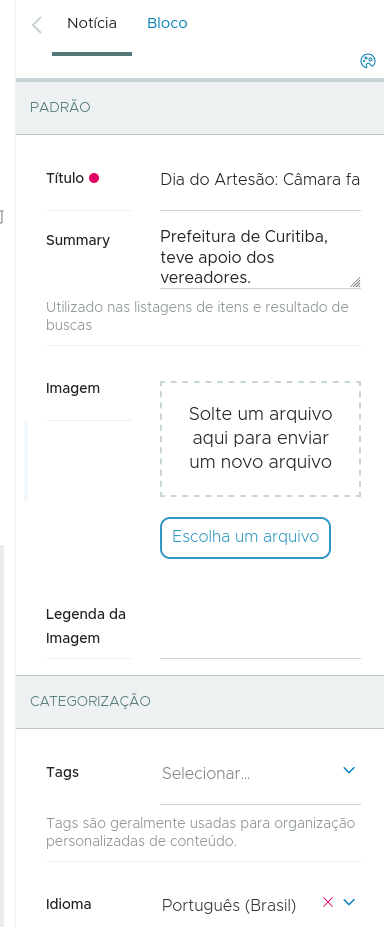 Notícia
Bloco
PADRÃO
Título
Dia do Artesão: Câmara fa
Summary
Prefeitura de Curitiba,
teve apoio dos
vereadores.
Utilizado nas listagens de itens e resultado de
buscas
Imagem
Solte um arquivo
aqui para enviar
um novo arquivo
Escolha um arquivo
Legenda da
Imagem
CATEGORIZAÇÃO
Tags
Selecionar...
Tags são geralmente usadas para organização
personalizadas de conteúdo.
Idioma
Português (Brasil)